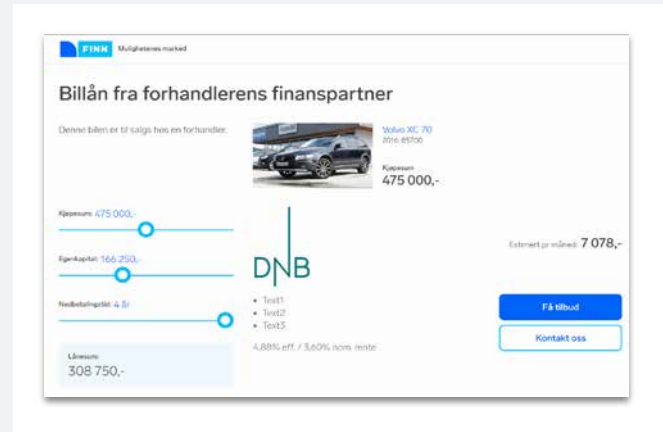 FINN Mulighetenes marked
Billån fra forhandlerens finanspartner
Denne bilen er til salgs hos en forhandler.
Volvo XC 70
2016-85700
Kjøpesum
475 000,-
Kjøpesum: 475 000,-
Egenkapital: 166 250,-
Nedbetalingstid: 4 år
Lånesum
308 750,-
DNB
• Text1
• Text2
• Text3
4,88% eff. / 3,60% nom. rente
Estimert pr måned: 7 078,-
Få tilbud
Kontakt oss